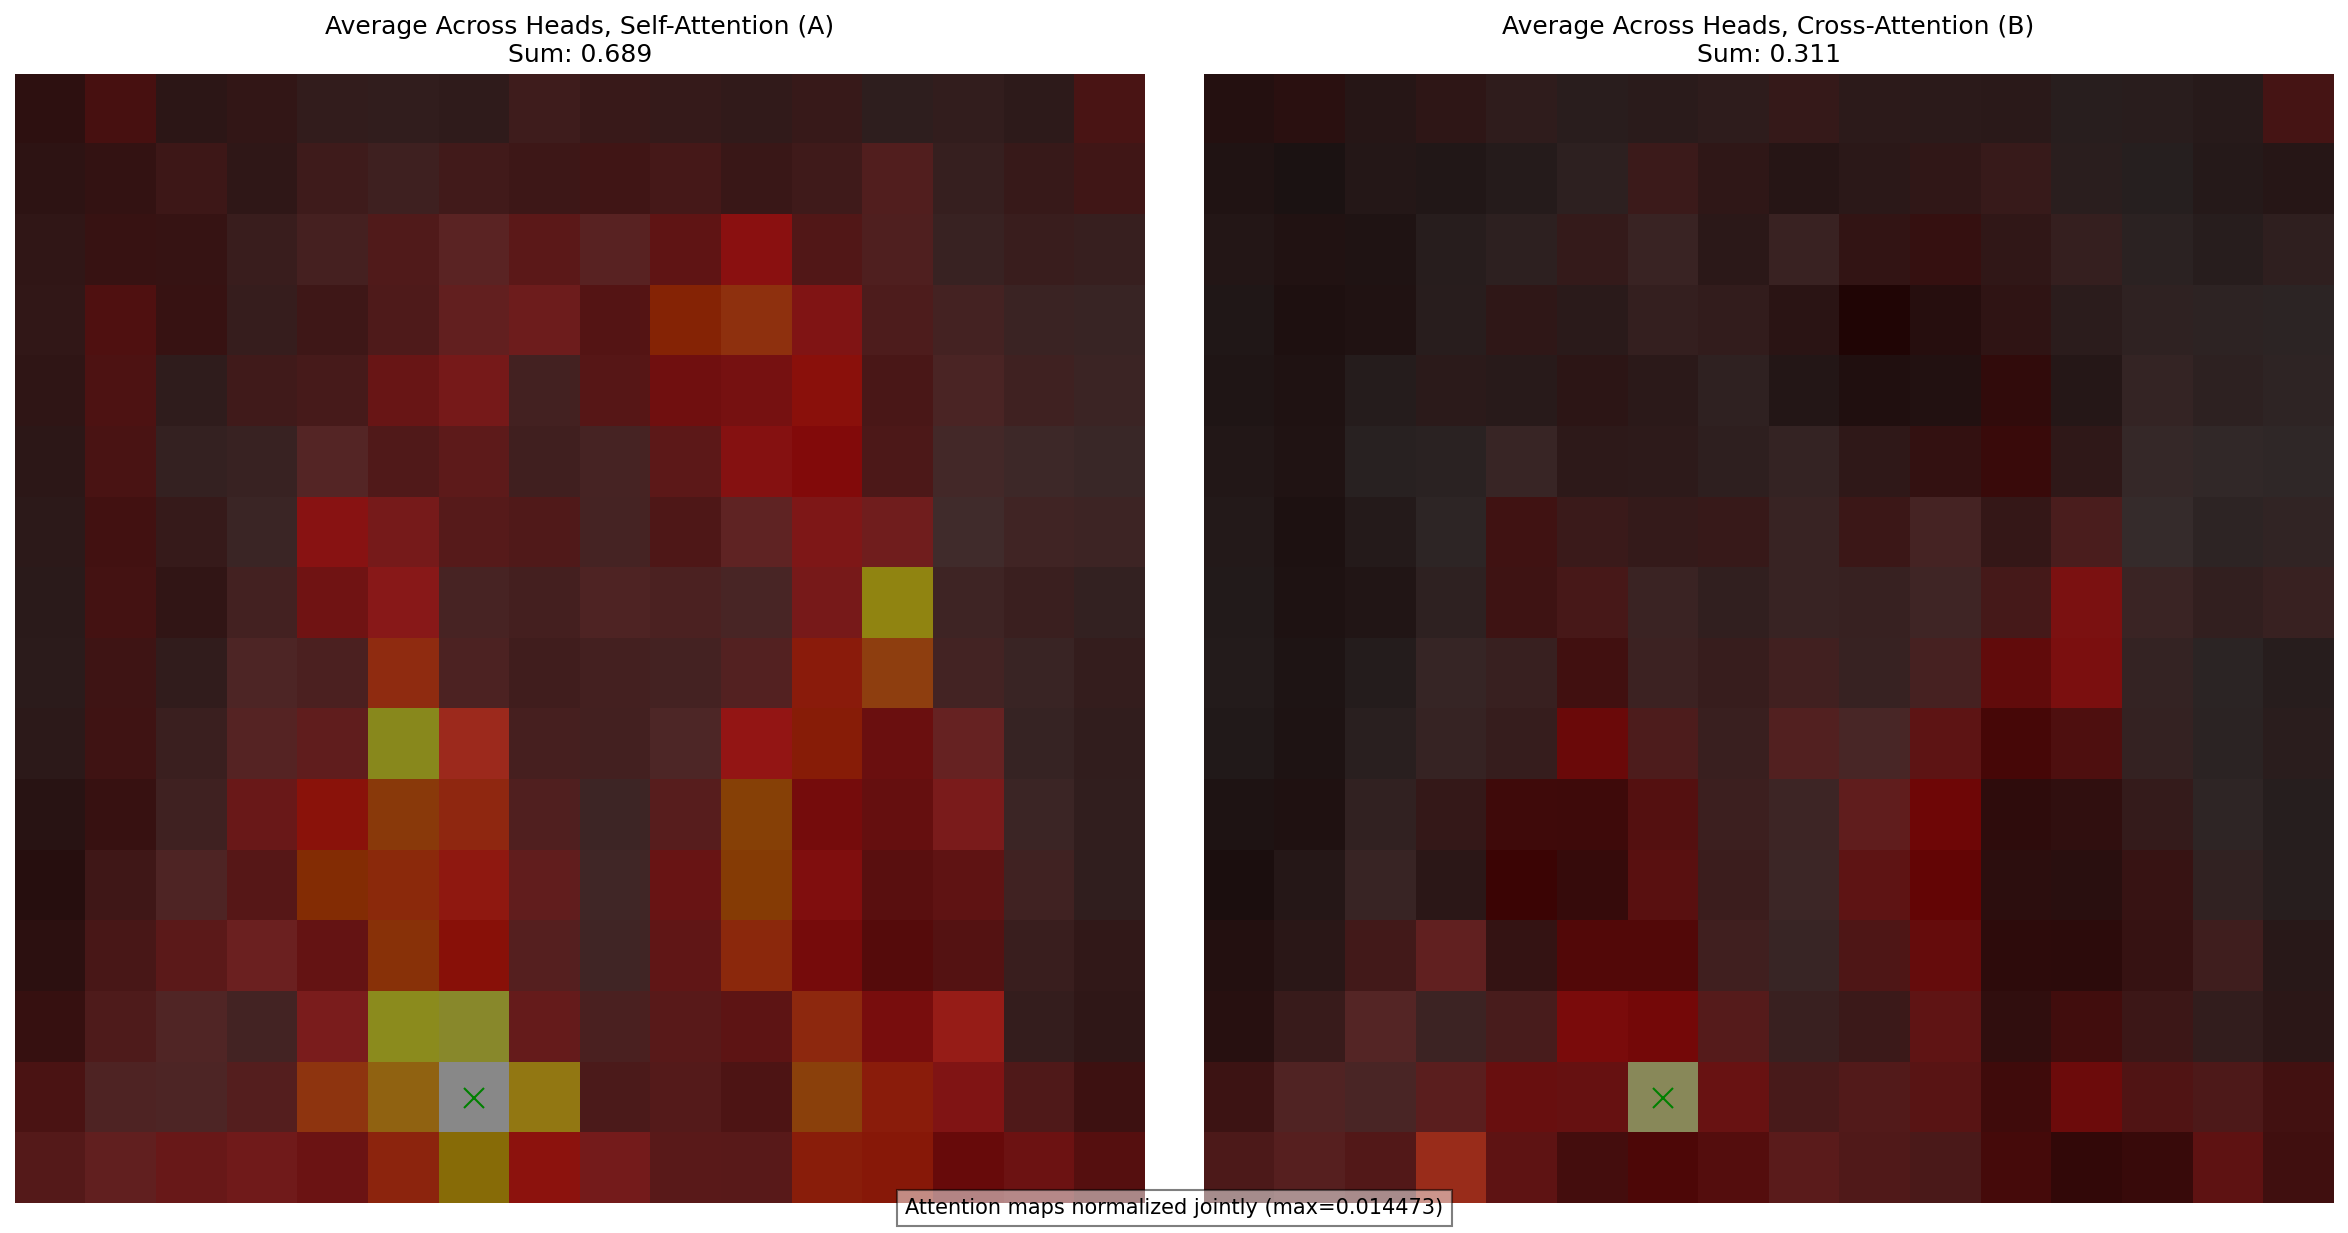 Average Across Heads, Self-Attention (A)
Sum: 0.689
Average Across Heads, Cross-Attention (B)
Sum: 0.311
Attention maps normalized jointly (max=0.014473)